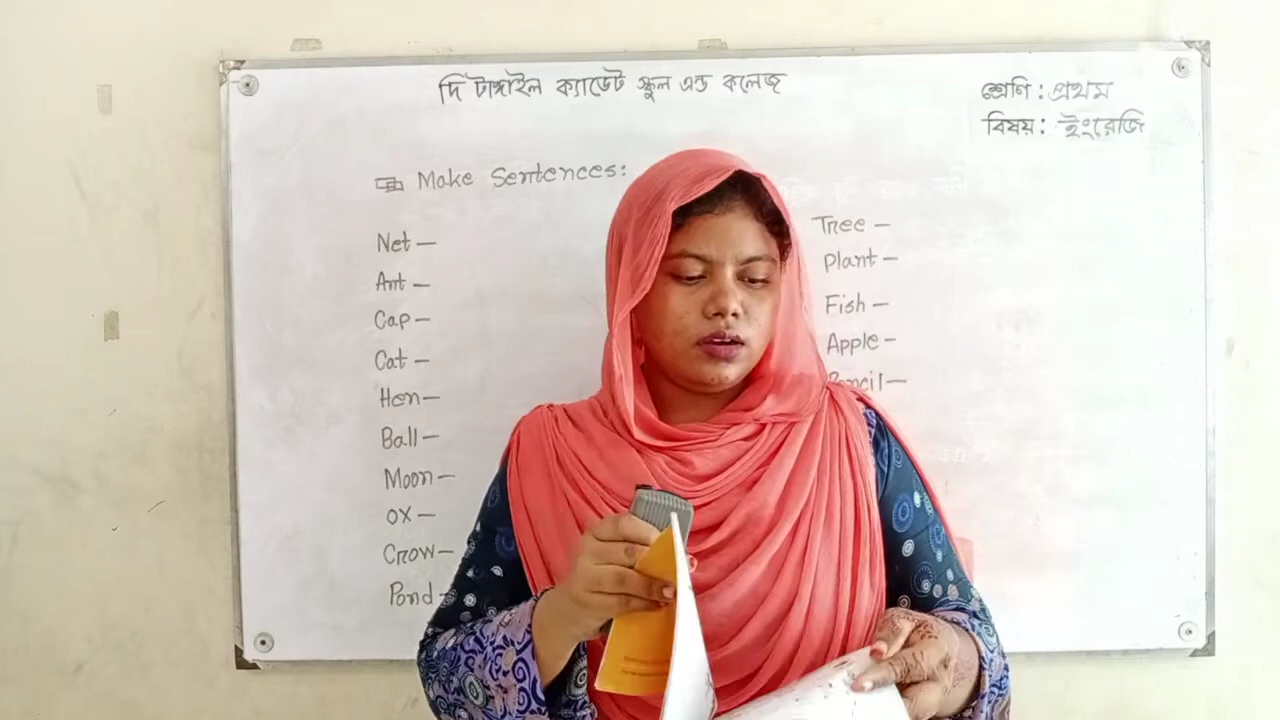 দি টাঙ্গাইল ক্যাডেট স্কুল এন্ড কলেজ
শ্রেণি : প্রথম
বিষয় : ইংরেজি
Make Sentences:
Net —
Ant —
Cap —
Cat —
Hen —
Ball —
Moon —
OX —
Crow —
Pond —
Tree —
Plant —
Fish —
Apple —
Pencil —